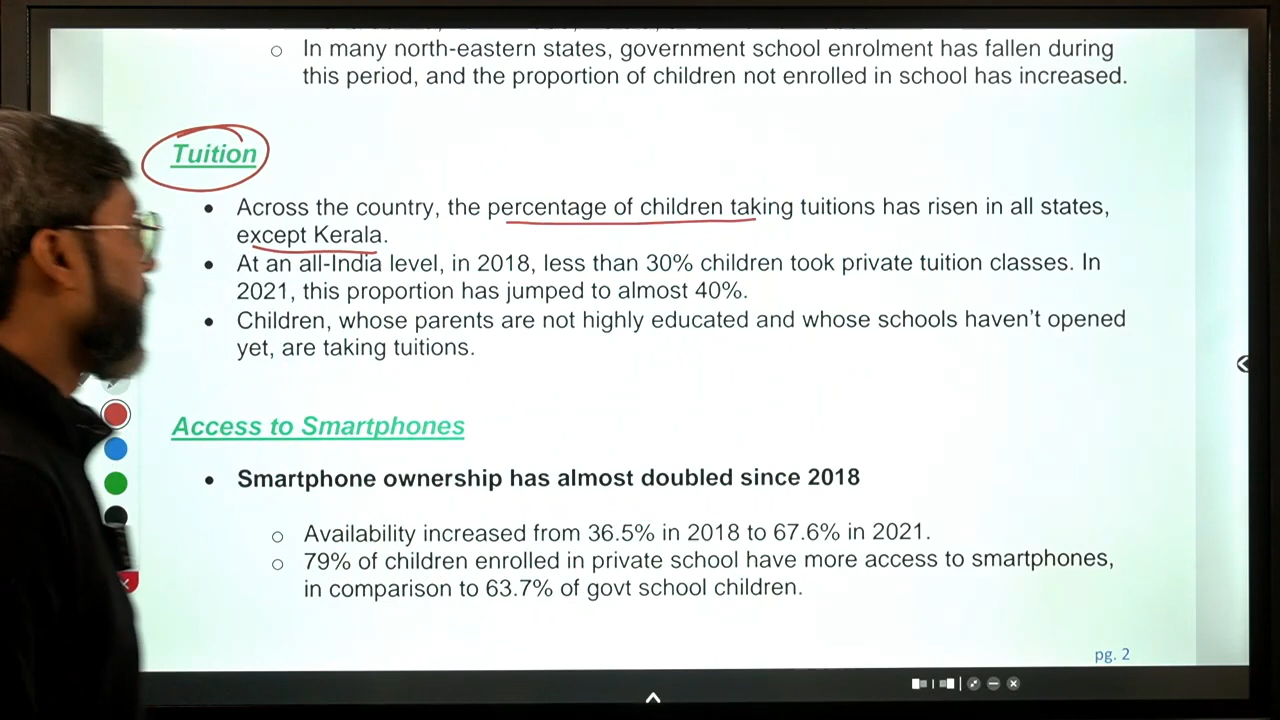 In many north-eastern states, government school enrolment has fallen during
this period, and the proportion of children not enrolled in school has increased.
Tuition
Across the country, the percentage of children taking tuitions has risen in all states,
except Kerala.
At an all-India level, in 2018, less than 30% children took private tuition classes. In
2021, this proportion has jumped to almost 40%.
Children, whose parents are not highly educated and whose schools haven't opened
yet, are taking tuitions.
Access to Smartphones
Smartphone ownership has almost doubled since 2018
Availability increased from 36.5% in 2018 to 67.6% in 2021.
79% of children enrolled in private school have more access to smartphones,
in comparison to 63.7% of govt school children.
pg. 2